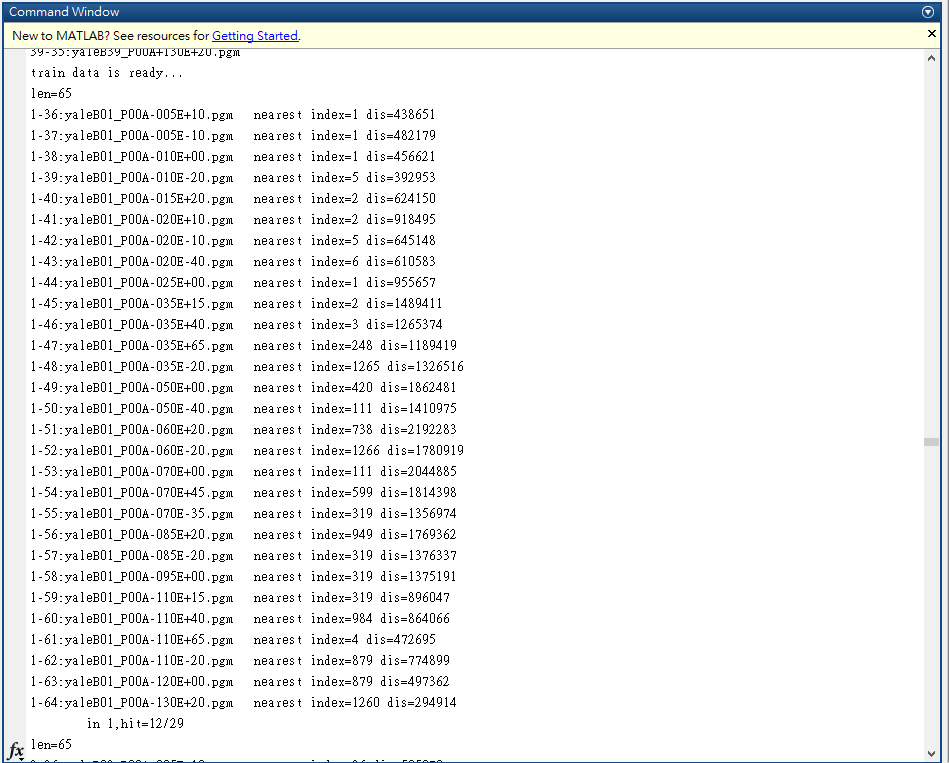 Command Window
New to MATLAB? See resources for Getting Started.
39-35:yaleB39_P00A+130E+20.pgm
train data is ready...
len=65
1-36:yaleB01_P00A-005E+10.pgm   nearest index=1 dis=438651
1-37:yaleB01_P00A-005E-10.pgm   nearest index=1 dis=482179
1-38:yaleB01_P00A-010E+00.pgm   nearest index=1 dis=456621
1-39:yaleB01_P00A-010E-20.pgm   nearest index=5 dis=392953
1-40:yaleB01_P00A-015E+20.pgm   nearest index=2 dis=624150
1-41:yaleB01_P00A-020E+10.pgm   nearest index=2 dis=918495
1-42:yaleB01_P00A-020E-10.pgm   nearest index=5 dis=645148
1-43:yaleB01_P00A-020E-40.pgm   nearest index=6 dis=610583
1-44:yaleB01_P00A-025E+00.pgm   nearest index=1 dis=955657
1-45:yaleB01_P00A-035E+15.pgm   nearest index=2 dis=1489411
1-46:yaleB01_P00A-035E+40.pgm   nearest index=3 dis=1265374
1-47:yaleB01_P00A-035E+65.pgm   nearest index=248 dis=1189419
1-48:yaleB01_P00A-035E-20.pgm   nearest index=1265 dis=1326516
1-49:yaleB01_P00A-050E+00.pgm   nearest index=420 dis=1862481
1-50:yaleB01_P00A-050E-40.pgm   nearest index=111 dis=1410975
1-51:yaleB01_P00A-060E+20.pgm   nearest index=738 dis=2192283
1-52:yaleB01_P00A-060E-20.pgm   nearest index=1266 dis=1780919
1-53:yaleB01_P00A-070E+00.pgm   nearest index=111 dis=2044885
1-54:yaleB01_P00A-070E+45.pgm   nearest index=599 dis=1814398
1-55:yaleB01_P00A-070E-35.pgm   nearest index=319 dis=1356974
1-56:yaleB01_P00A-085E+20.pgm   nearest index=949 dis=1769362
1-57:yaleB01_P00A-085E-20.pgm   nearest index=319 dis=1376337
1-58:yaleB01_P00A-095E+00.pgm   nearest index=319 dis=1375191
1-59:yaleB01_P00A-110E+15.pgm   nearest index=319 dis=896047
1-60:yaleB01_P00A-110E+40.pgm   nearest index=984 dis=864066
1-61:yaleB01_P00A-110E+65.pgm   nearest index=4 dis=472695
1-62:yaleB01_P00A-110E-20.pgm   nearest index=879 dis=774899
1-63:yaleB01_P00A-120E+00.pgm   nearest index=879 dis=497362
1-64:yaleB01_P00A-130E+20.pgm   nearest index=1260 dis=294914
in 1,hit=12/29
fx len=65